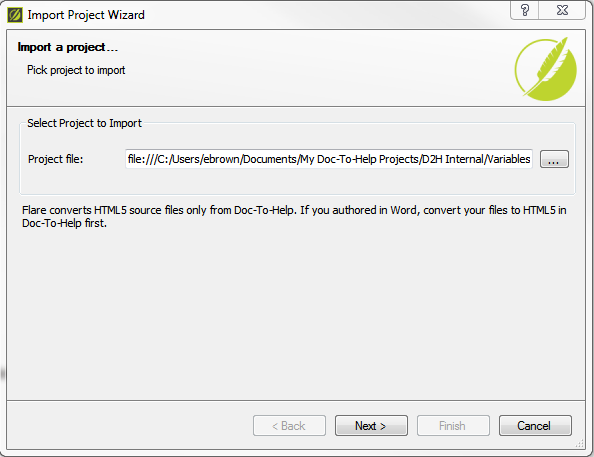 Import Project Wizard
?
Import a project...
Pick project to import
Select Project to Import
Project file: file:///C:/Users/ebrown/Documents/My Doc-To-Help Projects/D2H Internal/Variables ...
Flare converts HTML5 source files only from Doc-To-Help. If you authored in Word, convert your files to HTML5 in
Doc-To-Help first.
< Back Next > Finish Cancel